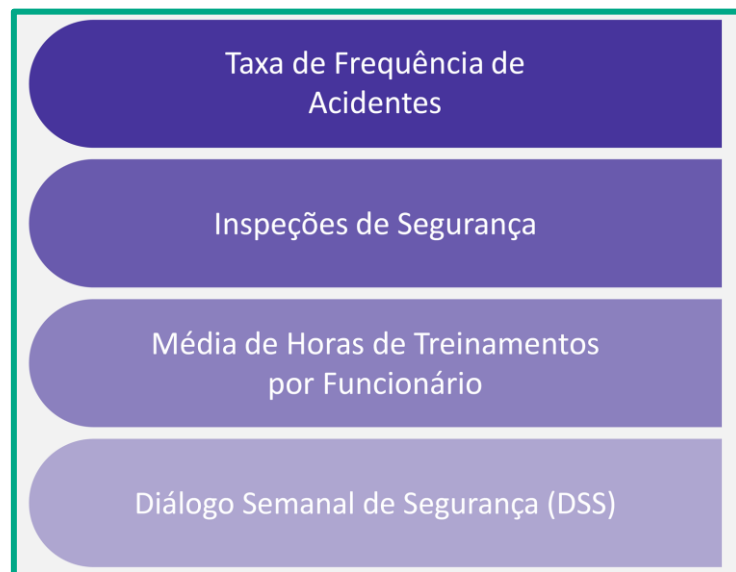 Taxa de Frequência de
Acidentes
Inspeções de Segurança
Média de Horas de Treinamentos
por Funcionário
Diálogo Semanal de Segurança (DSS)